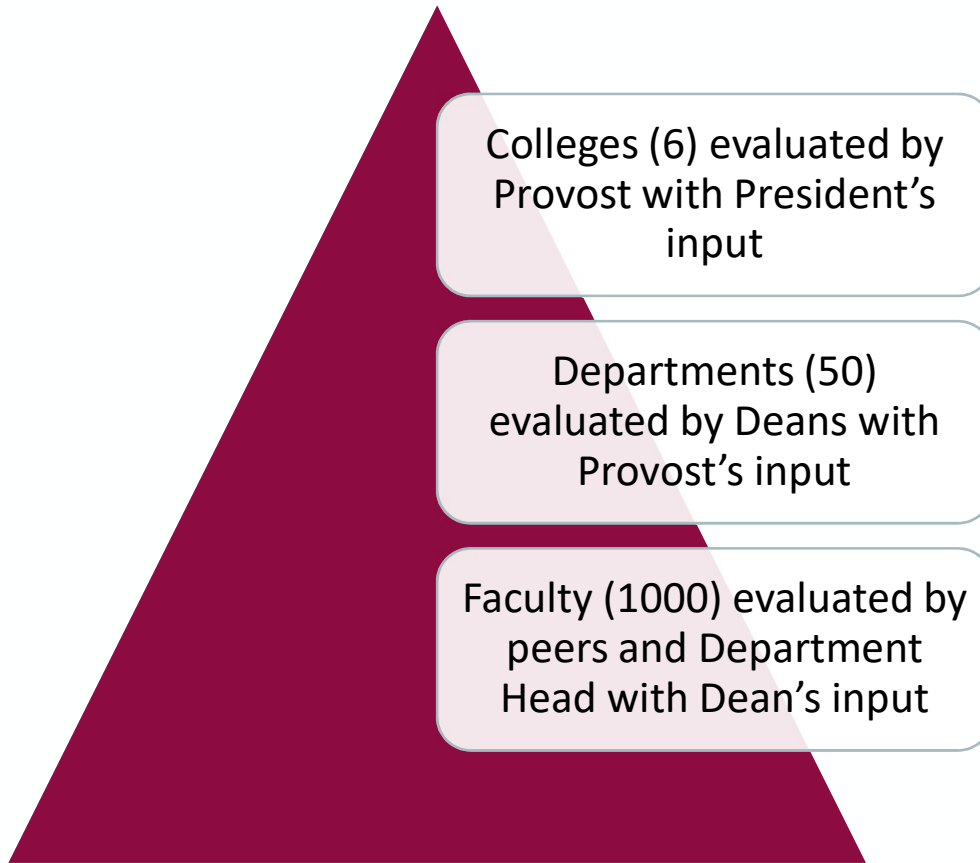 Colleges (6) evaluated by
Provost with President’s
input
Departments (50)
evaluated by Deans with
Provost’s input
Faculty (1000) evaluated by
peers and Department
Head with Dean’s input